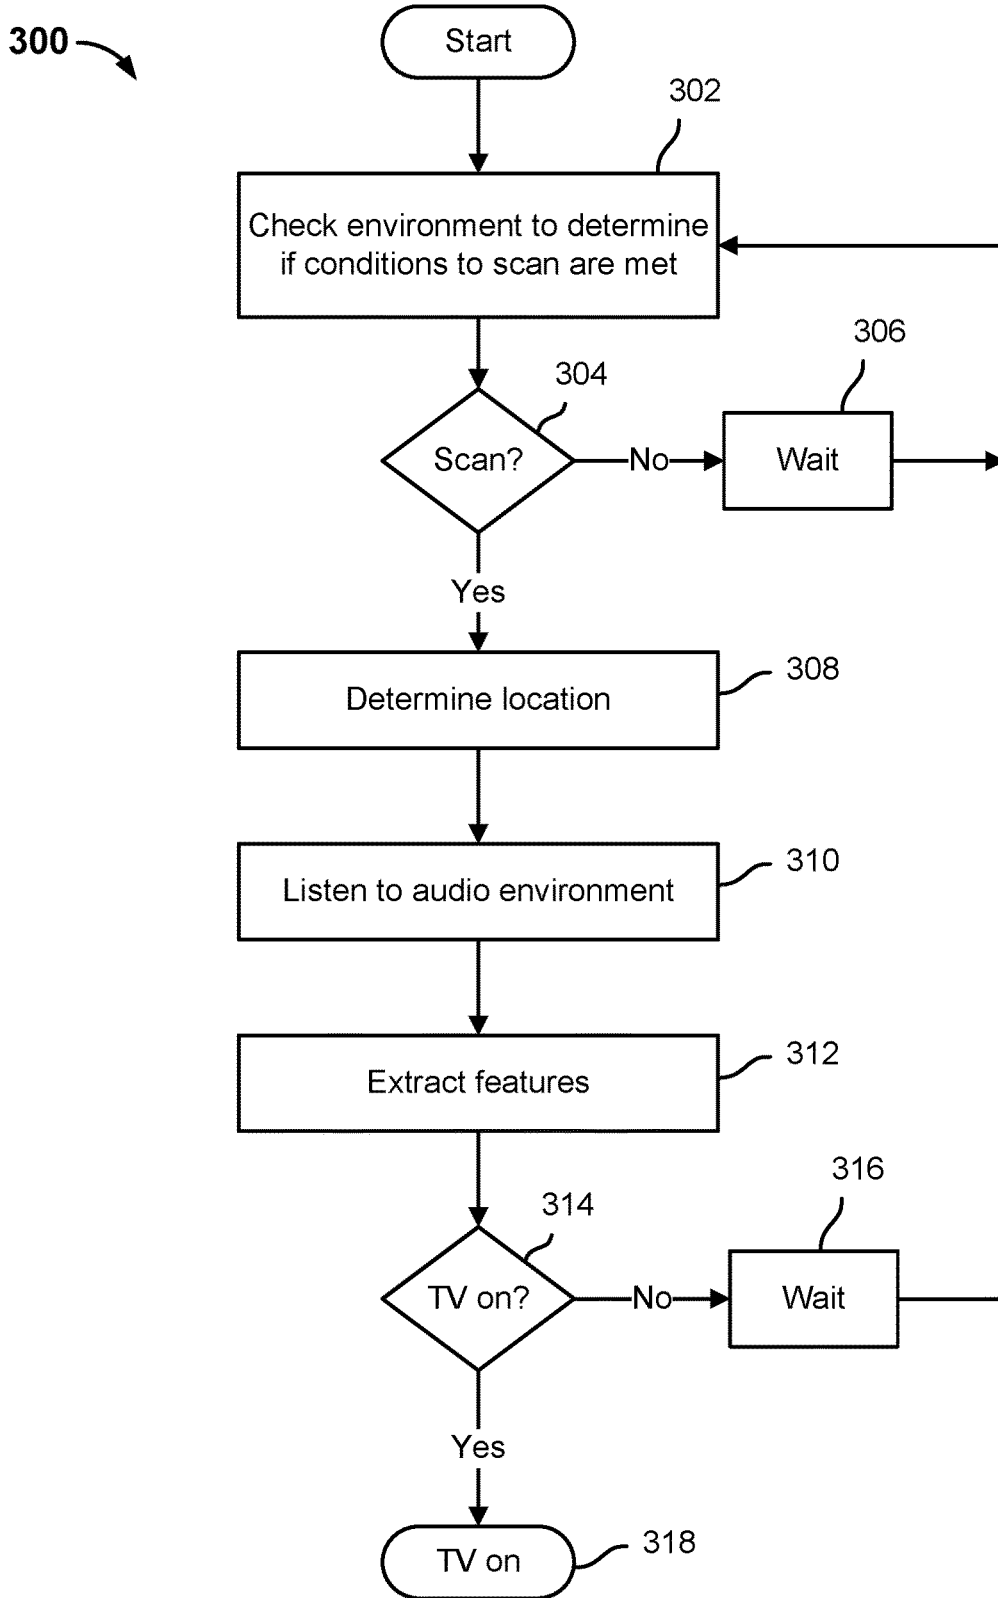 300
Start
302
Check environment to determine
if conditions to scan are met
304
306
Scan?
No
Wait
Yes
308
Determine location
310
Listen to audio environment
312
Extract features
314
316
TV on?
No
Wait
Yes
TV on
318